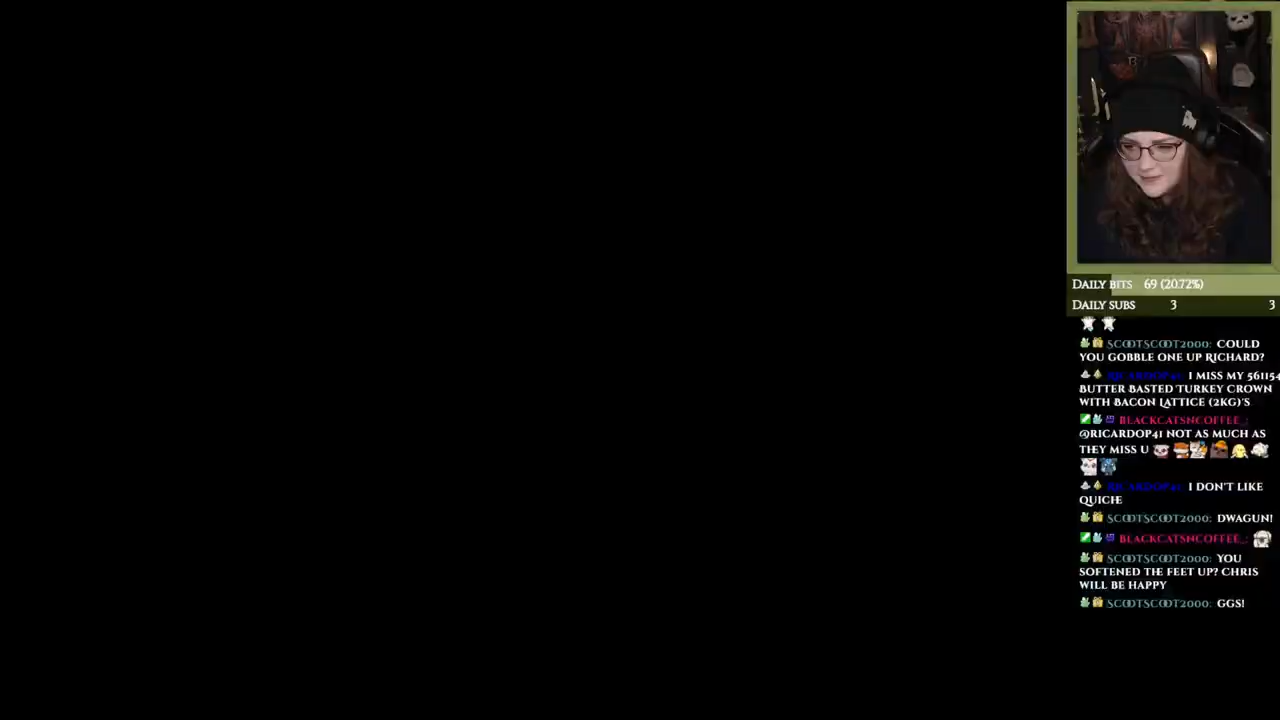 Daily bits 69 (20.72%)
Daily subs 3 3
ScootScoot2000: Could
you gobble one up Richard?
RicardoP41: I miss my 561154
Butter Basted Turkey Crown
with Bacon Lattice (2kg)'s
BlackCatsNCoffee_:
@RicardoP41 not as much as
they miss u
RicardoP41: I don't like
quiche
ScootScoot2000: Dwagun!
BlackCatsNCoffee_:
ScootScoot2000: You
softened the feet up? Chris
will be happy
ScootScoot2000: GGs!